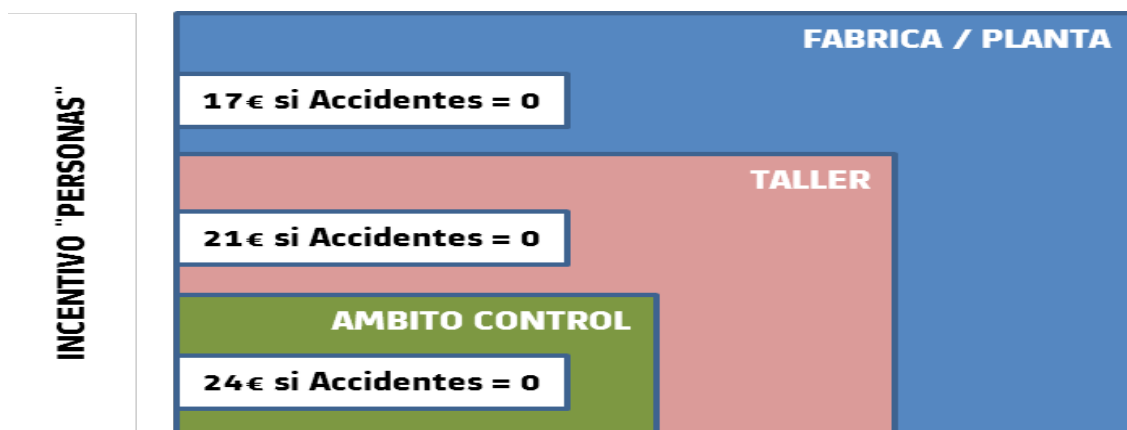 INCENTIVO "PERSONAS"
FABRICA / PLANTA
17€ si Accidentes = 0
TALLER
21€ si Accidentes = 0
AMBITO CONTROL
24€ si Accidentes = 0